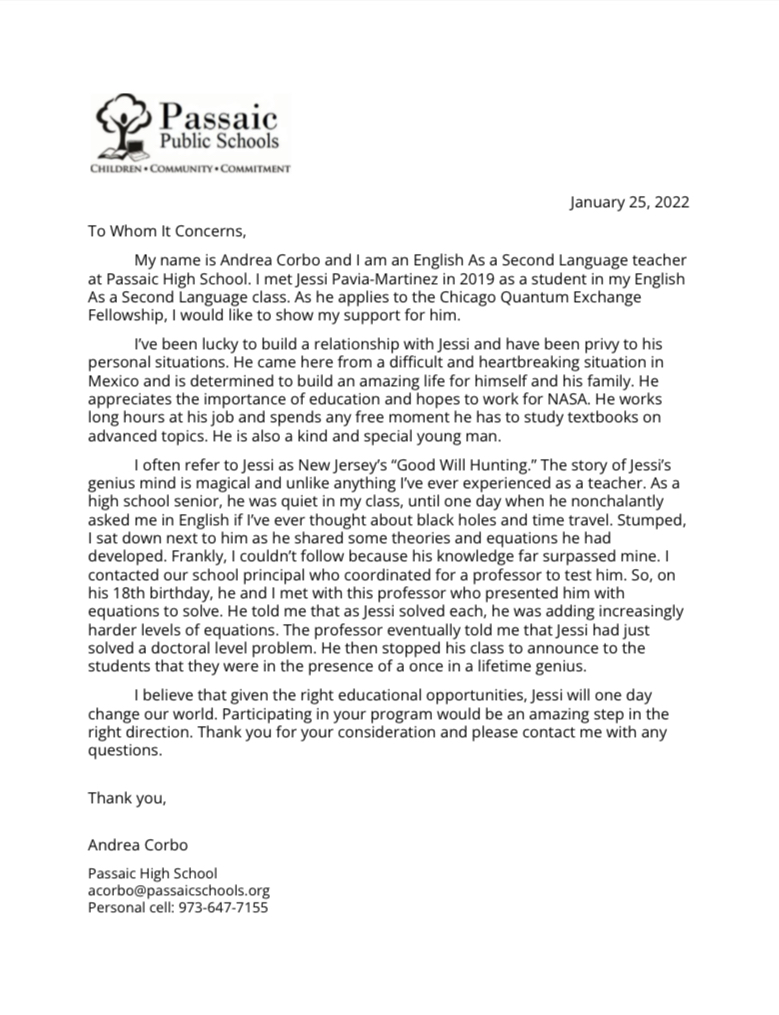 Passaic
Public Schools
CHILDREN • COMMUNITY • COMMITMENT
January 25, 2022
To Whom It Concerns,
My name is Andrea Corbo and I am an English As a Second Language teacher
at Passaic High School. I met Jessi Pavia-Martinez in 2019 as a student in my English
As a Second Language class. As he applies to the Chicago Quantum Exchange
Fellowship, I would like to show my support for him.
I’ve been lucky to build a relationship with Jessi and have been privy to his
personal situations. He came here from a difficult and heartbreaking situation in
Mexico and is determined to build an amazing life for himself and his family. He
appreciates the importance of education and hopes to work for NASA. He works
long hours at his job and spends any free moment he has to study textbooks on
advanced topics. He is also a kind and special young man.
I often refer to Jessi as New Jersey’s “Good Will Hunting.” The story of Jessi’s
genius mind is magical and unlike anything I’ve ever experienced as a teacher. As a
high school senior, he was quiet in my class, until one day when he nonchalantly
asked me in English if I’ve ever thought about black holes and time travel. Stumped,
I sat down next to him as he shared some theories and equations he had
developed. Frankly, I couldn’t follow because his knowledge far surpassed mine. I
contacted our school principal who coordinated for a professor to test him. So, on
his 18th birthday, he and I met with this professor who presented him with
equations to solve. He told me that as Jessi solved each, he was adding increasingly
harder levels of equations. The professor eventually told me that Jessi had just
solved a doctoral level problem. He then stopped his class to announce to the
students that they were in the presence of a once in a lifetime genius.
I believe that given the right educational opportunities, Jessi will one day
change our world. Participating in your program would be an amazing step in the
right direction. Thank you for your consideration and please contact me with any
questions.
Thank you,
Andrea Corbo
Passaic High School
acorbo@passaicschools.org
Personal cell: 973-647-7155